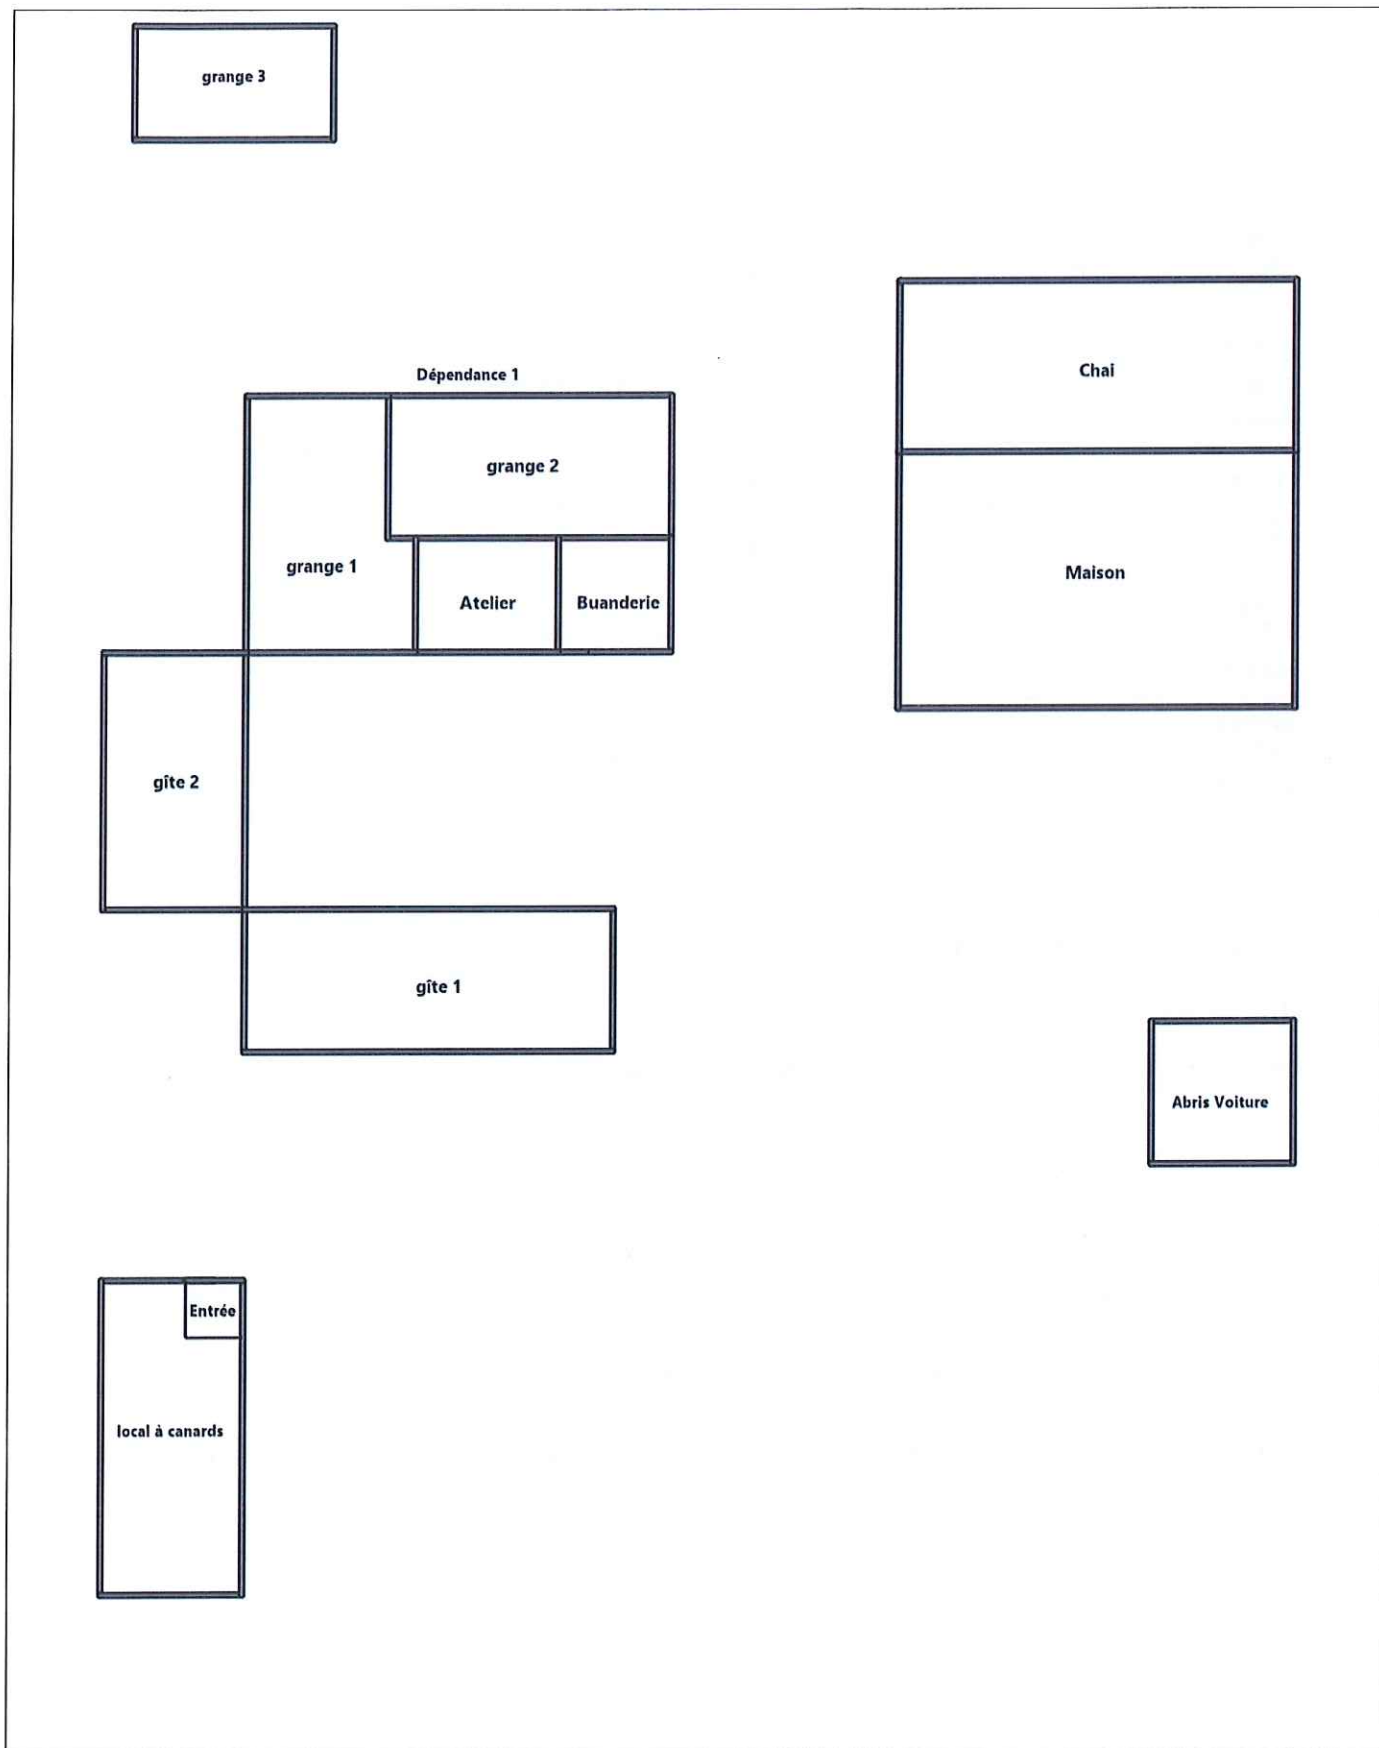 grange 3
Chai
Dépendance 1
grange 2
grange 1
Maison
Atelier
Buanderie
gîte 2
gîte 1
Abris Voiture
Entrée
local à canards